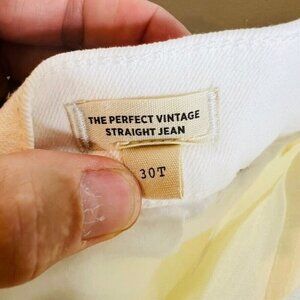 THE PERFECT VINTAGE
STRAIGHT JEAN
30T